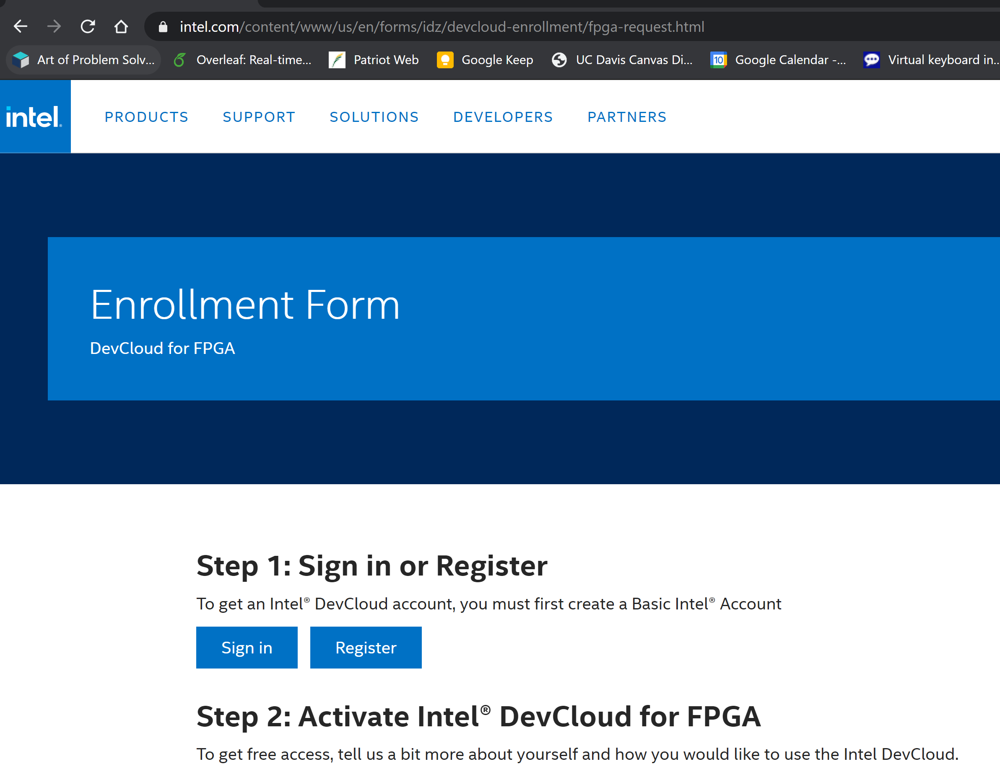 intel.com/content/www/us/en/forms/idz/devcloud-enrollment/fpga-request.html
Art of Problem Solv... Overleaf: Real-time... Patriot Web Google Keep UC Davis Canvas Di... 10 Google Calendar -... Virtual keyboard in...
intel® PRODUCTS SUPPORT SOLUTIONS DEVELOPERS PARTNERS
Enrollment Form
DevCloud for FPGA
Step 1: Sign in or Register
To get an Intel® DevCloud account, you must first create a Basic Intel® Account
Sign in Register
Step 2: Activate Intel® DevCloud for FPGA
To get free access, tell us a bit more about yourself and how you would like to use the Intel DevCloud.